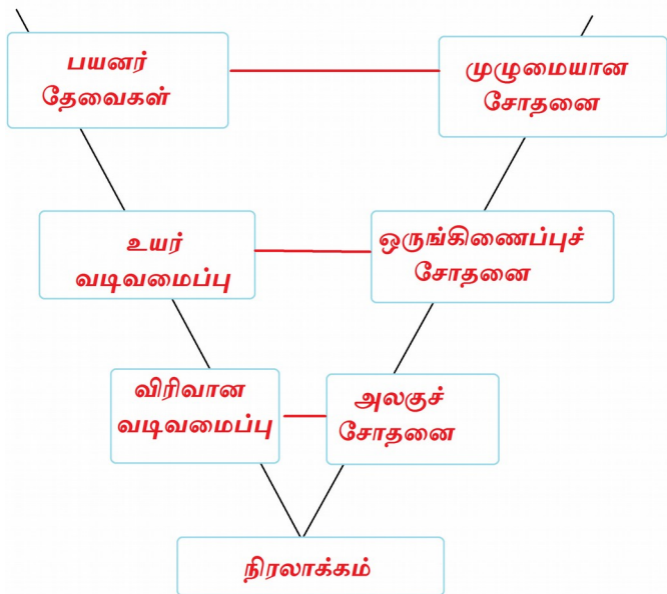 பயனர்
தேவைகள்
முழுமையான
சோதனை
உயர்
வடிவமைப்பு
ஒருங்கிணைப்புச்
சோதனை
விரிவான
வடிவமைப்பு
அலகுச்
சோதனை
நிரலாக்கம்